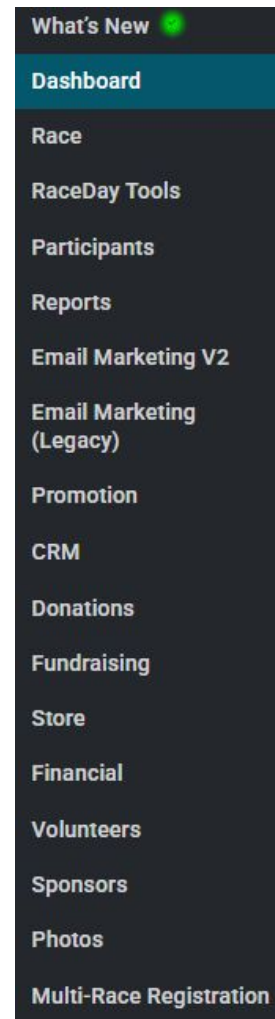 What's New
Dashboard
Race
RaceDay Tools
Participants
Reports
Email Marketing V2
Email Marketing
(Legacy)
Promotion
CRM
Donations
Fundraising
Store
Financial
Volunteers
Sponsors
Photos
Multi-Race Registration